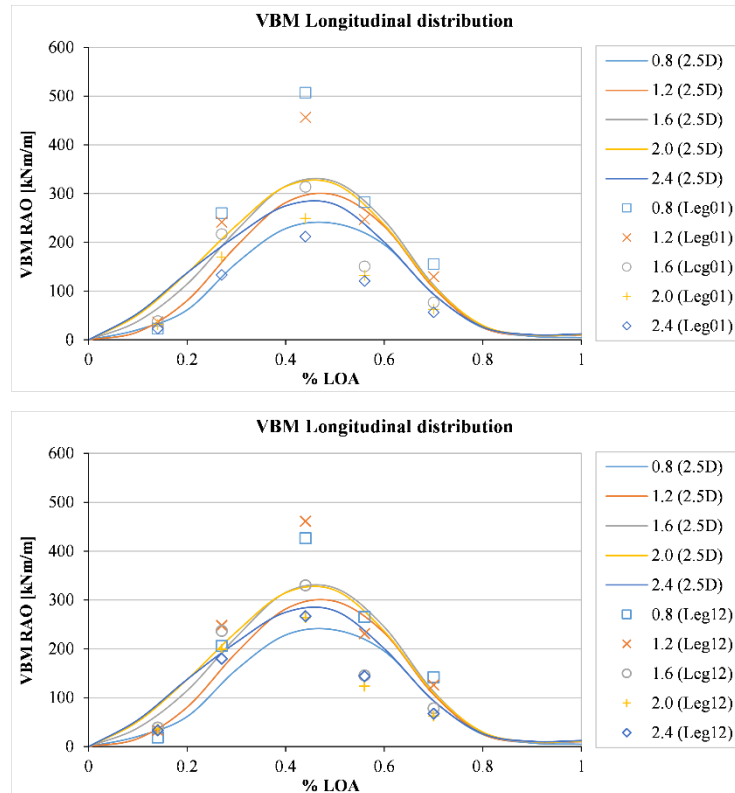 VBM Longitudinal distribution
600
500
400
300
200
100
0
0
0.2
0.4
0.6
0.8
1
VBM RAO [kNm/m]
% LOA
0.8 (2.5D)
1.2 (2.5D)
1.6 (2.5D)
2.0 (2.5D)
2.4 (2.5D)
0.8 (Leg01)
1.2 (Leg01)
1.6 (Leg01)
2.0 (Leg01)
2.4 (Leg01)
VBM Longitudinal distribution
600
500
400
300
200
100
0
0
0.2
0.4
0.6
0.8
1
VBM RAO [kNm/m]
% LOA
0.8 (2.5D)
1.2 (2.5D)
1.6 (2.5D)
2.0 (2.5D)
2.4 (2.5D)
0.8 (Leg12)
1.2 (Leg12)
1.6 (Leg12)
2.0 (Leg12)
2.4 (Leg12)